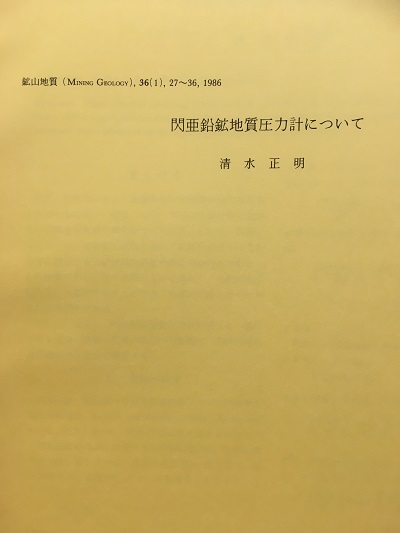 鉱山地質 (MINING GEOLOGY), 36(1), 27〜36, 1986
閃亜鉛鉱地質圧力計について
清水正明